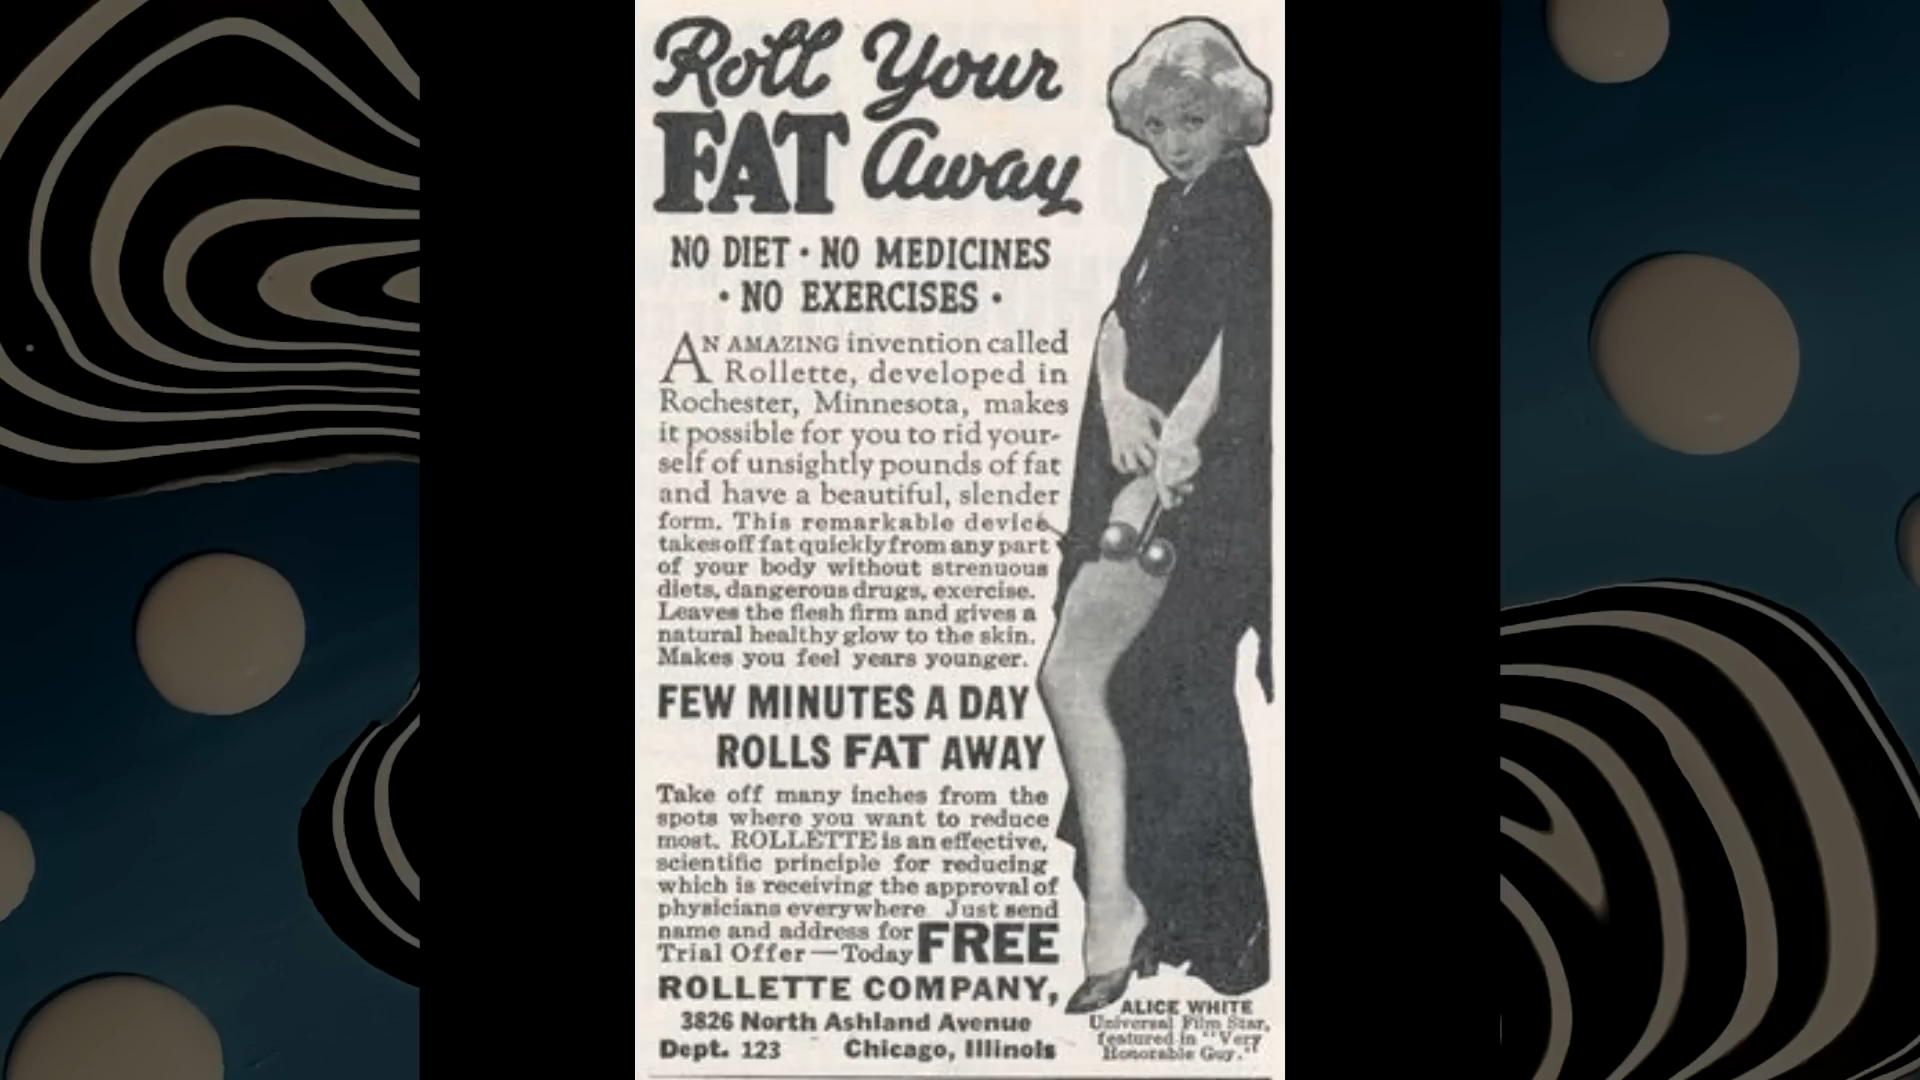 Roll Your
FAT Away
NO DIET · NO MEDICINES
· NO EXERCISES ·
AN AMAZING invention called
Rollette, developed in
Rochester, Minnesota, makes
it possible for you to rid your-
self of unsightly pounds of fat
and have a beautiful, slender
form. This remarkable device
takes off fat quickly from any part
of your body without strenuous
diets, dangerous drugs, exercise.
Leaves the flesh firm and gives a
natural healthy glow to the skin.
Makes you feel years younger.
FEW MINUTES A DAY
ROLLS FAT AWAY
Take off many inches from the
spots where you want to reduce
most. ROLLETTE is an effective,
scientific principle for reducing
which is receiving the approval of
physicians everywhere. Just send
name and address for FREE
Trial Offer—Today
ROLLETTE COMPANY,
3826 North Ashland Avenue
Dept. 123 Chicago, Illinois
ALICE WHITE
Universal Film Star,
featured in "Very
Honorable Guy."